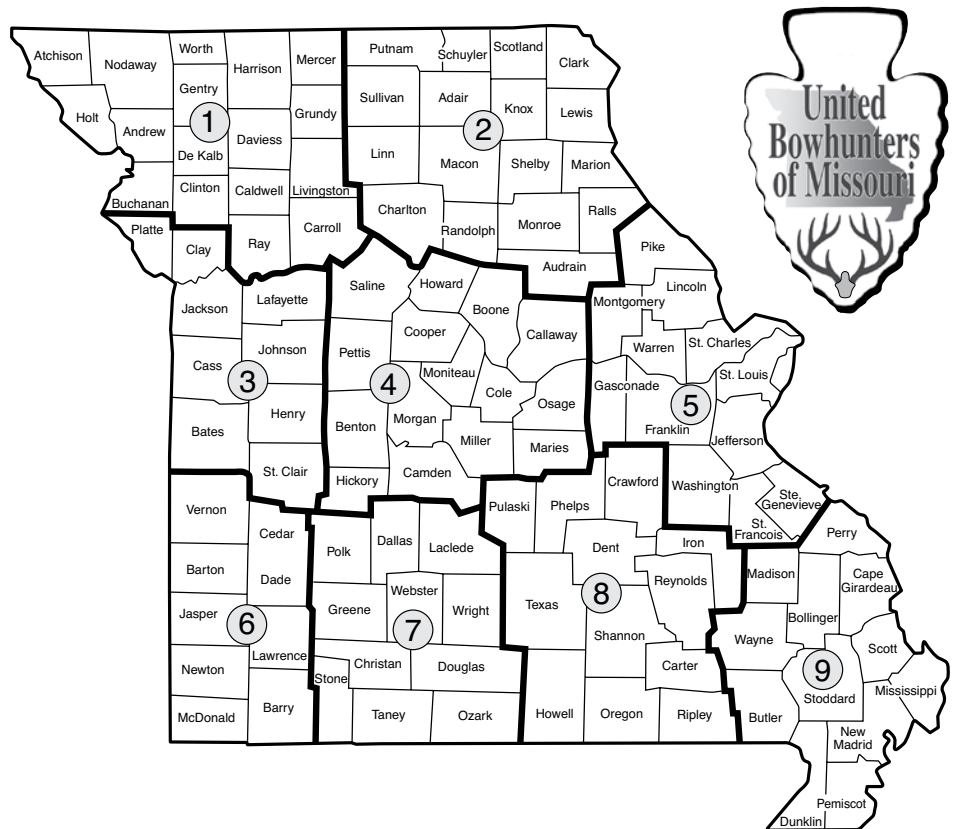 United
Bowhunters
of Missouri
Atchison
Nodaway
Worth
Harrison
Mercer
Gentry
Holt
Andrew
1
Grundy
De Kalb
Daviess
Clinton
Caldwell
Livingston
Buchanan
Ray
Carroll
Putnam
Schuyler
Scotland
Clark
Sullivan
Adair
Knox
Lewis
2
Linn
Macon
Shelby
Marion
Charlton
Randolph
Monroe
Ralls
Audrain
Platte
Clay
Jackson
Lafayette
Johnson
Cass
3
Henry
Bates
St. Clair
Saline
Howard
Boone
Cooper
Callaway
Pettis
Moniteau
4
Cole
Osage
Morgan
Benton
Miller
Maries
Camden
Hickory
Pike
Lincoln
Montgomery
Warren
St. Charles
St. Louis
Gasconade
5
Franklin
Jefferson
Washington
Ste.
Genevieve
St.
Francois
Vernon
Cedar
Barton
Dade
Jasper
6
Lawrence
Newton
Barry
McDonald
Polk
Dallas
Laclede
Webster
Greene
Wright
7
Christian
Douglas
Stone
Taney
Ozark
Crawford
Pulaski
Phelps
Dent
Iron
Reynolds
8
Texas
Shannon
Carter
Howell
Oregon
Ripley
Perry
Madison
Cape
Girardeau
Bollinger
Wayne
Scott
9
Stoddard
Mississippi
Butler
New
Madrid
Pemiscot
Dunklin